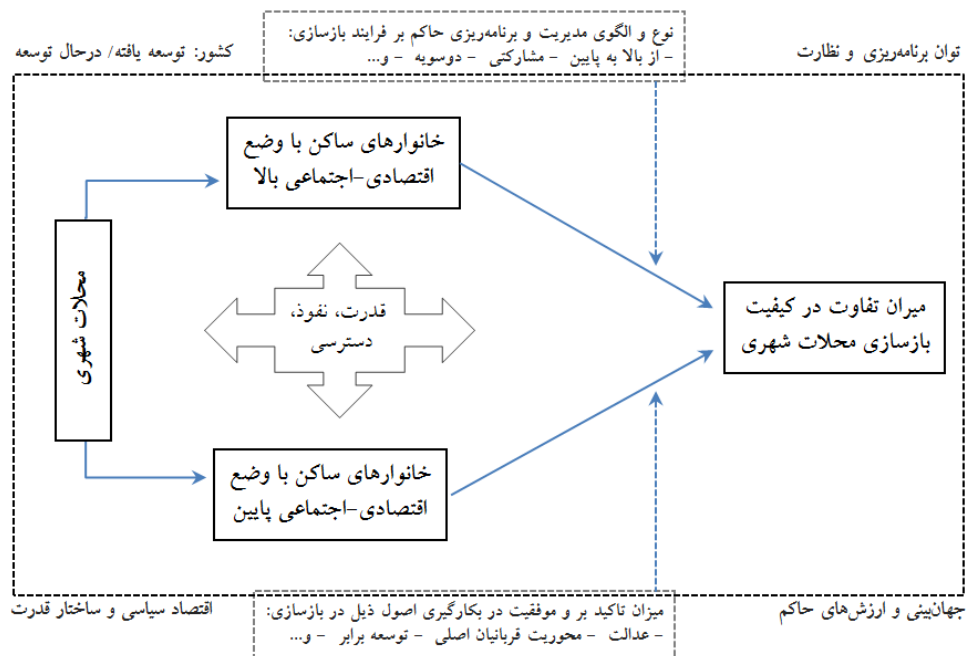 توان برنامه‌ریزی و نظارت
نوع و الگوی مدیریت و برنامه‌ریزی حاکم بر فرایند بازسازی:
- از بالا به پایین - مشارکتی - دوسویه - و...
کشور: توسعه یافته/ درحال توسعه
خانوارهای ساکن با وضع
اقتصادی-اجتماعی بالا
محلات شهری
قدرت، نفوذ،
دسترسی
میران تفاوت در کیفیت
بازسازی محلات شهری
خانوارهای ساکن با وضع
اقتصادی-اجتماعی پایین
جهان‌بینی و ارزش‌های حاکم
میزان تاکید بر و موفقیت در بکارگیری اصول ذیل در بازسازی:
- عدالت - محوریت قربانیان اصلی - توسعه برابر - و...
اقتصاد سیاسی و ساختار قدرت